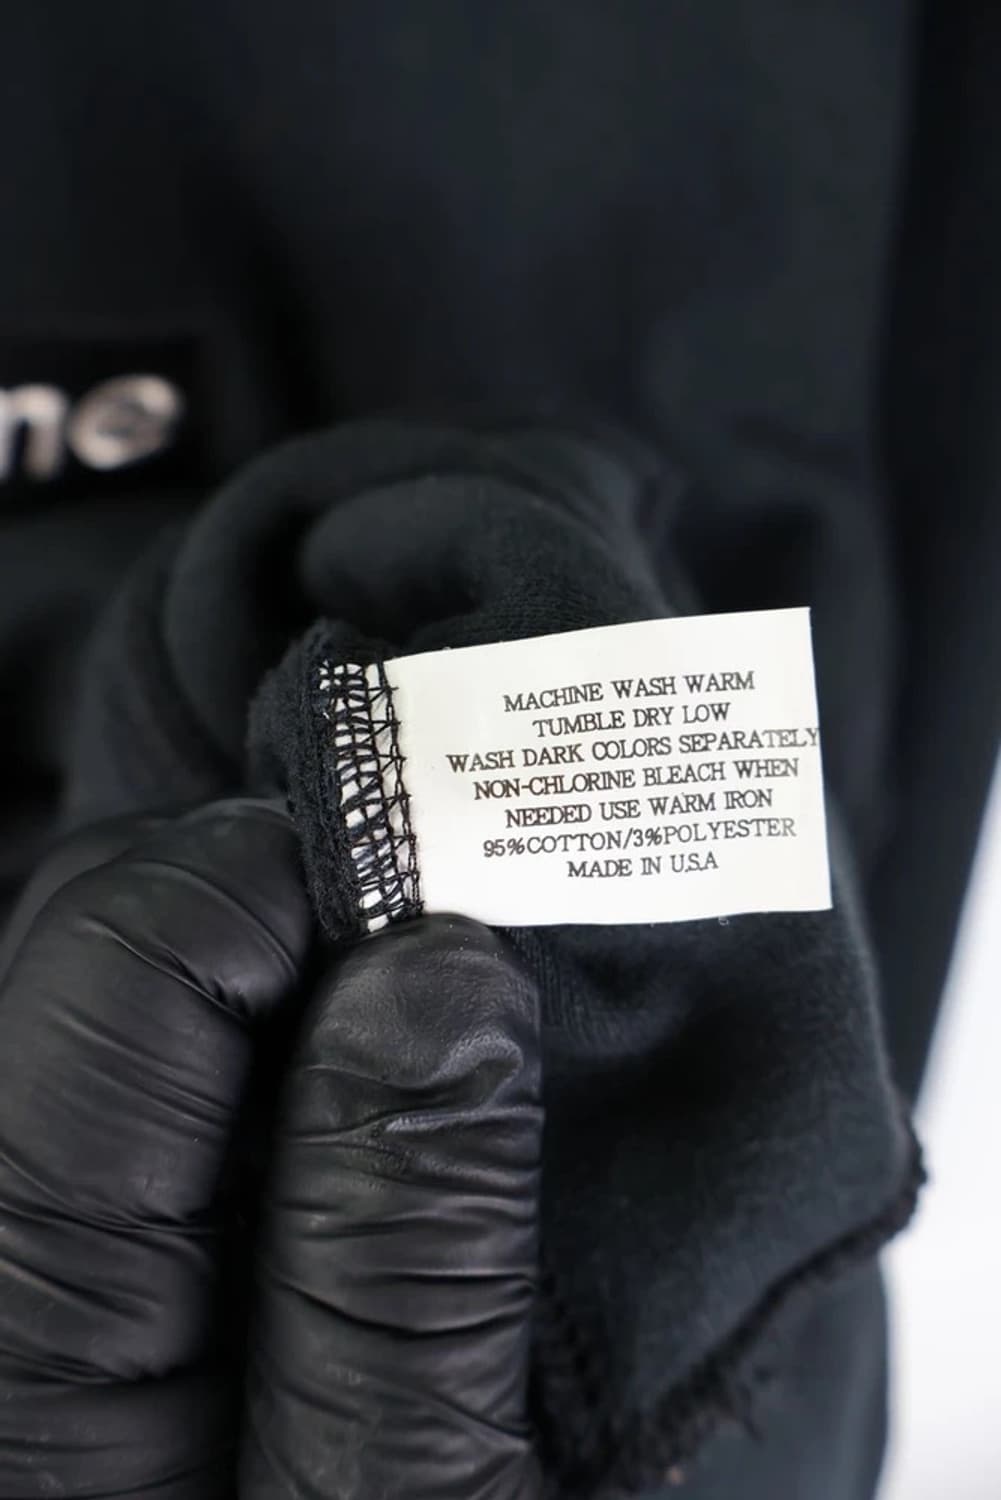 ne
MACHINE WASH WARM
TUMBLE DRY LOW
WASH DARK COLORS SEPARATELY
NON-CHLORINE BLEACH WHEN
NEEDED USE WARM IRON
95%COTTON/3%POLYESTER
MADE IN U.S.A